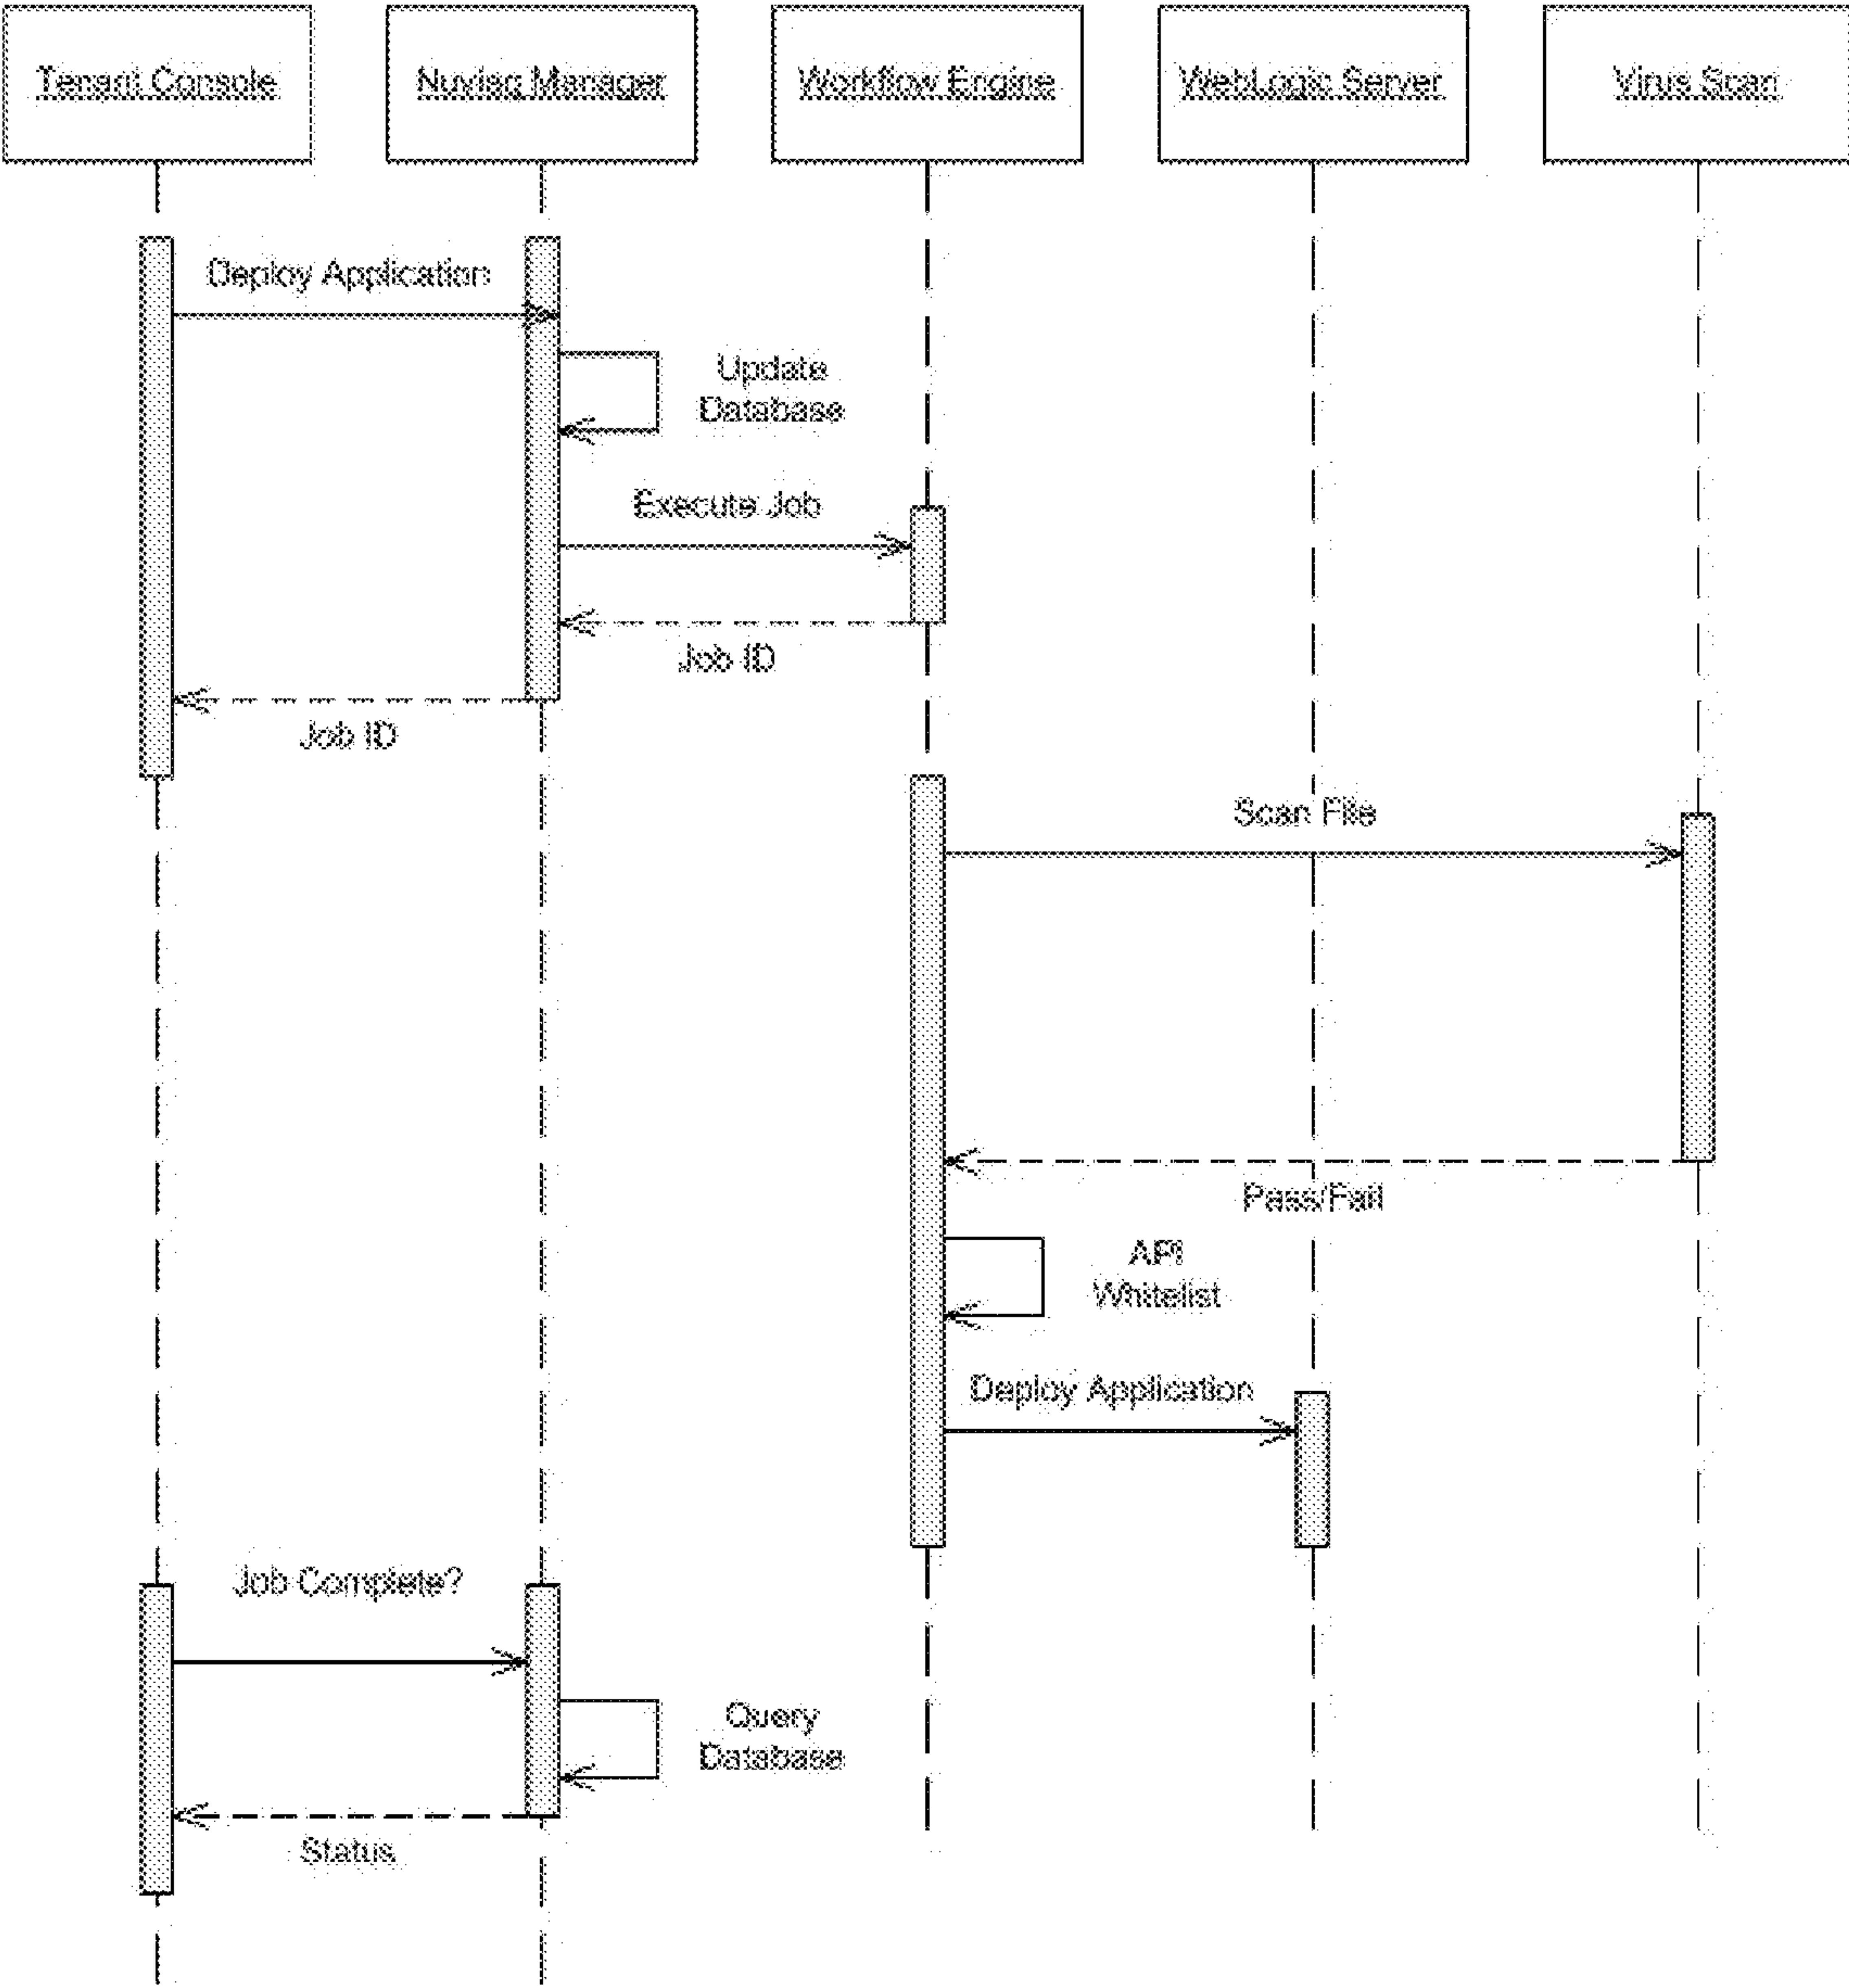 Tenant Console
Nuviaq Manager
Workflow Engine
WebLogic Server
Virus Scan
Deploy Application
Update
Database
Execute Job
Job ID
Job ID
Scan File
Pass/Fail
API
Whitelist
Deploy Application
Job Complete?
Query
Database
Status